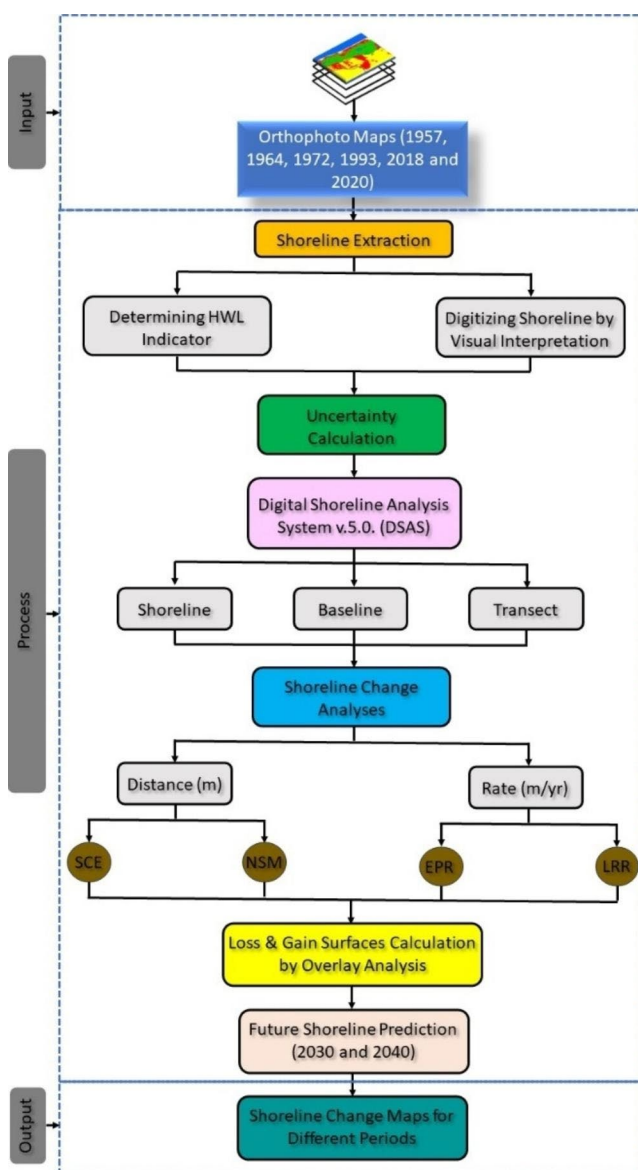 Input
Orthophoto Maps (1957,
1964, 1972, 1993, 2018 and
2020)
Shoreline Extraction
Determining HWL
Indicator
Digitizing Shoreline by
Visual Interpretation
Uncertainty
Calculation
Process
Digital Shoreline Analysis
System v.5.0. (DSAS)
Shoreline
Baseline
Transect
Shoreline Change
Analyses
Distance (m)
Rate (m/yr)
SCE
NSM
EPR
LRR
Loss & Gain Surfaces Calculation
by Overlay Analysis
Future Shoreline Prediction
(2030 and 2040)
Output
Shoreline Change Maps for
Different Periods